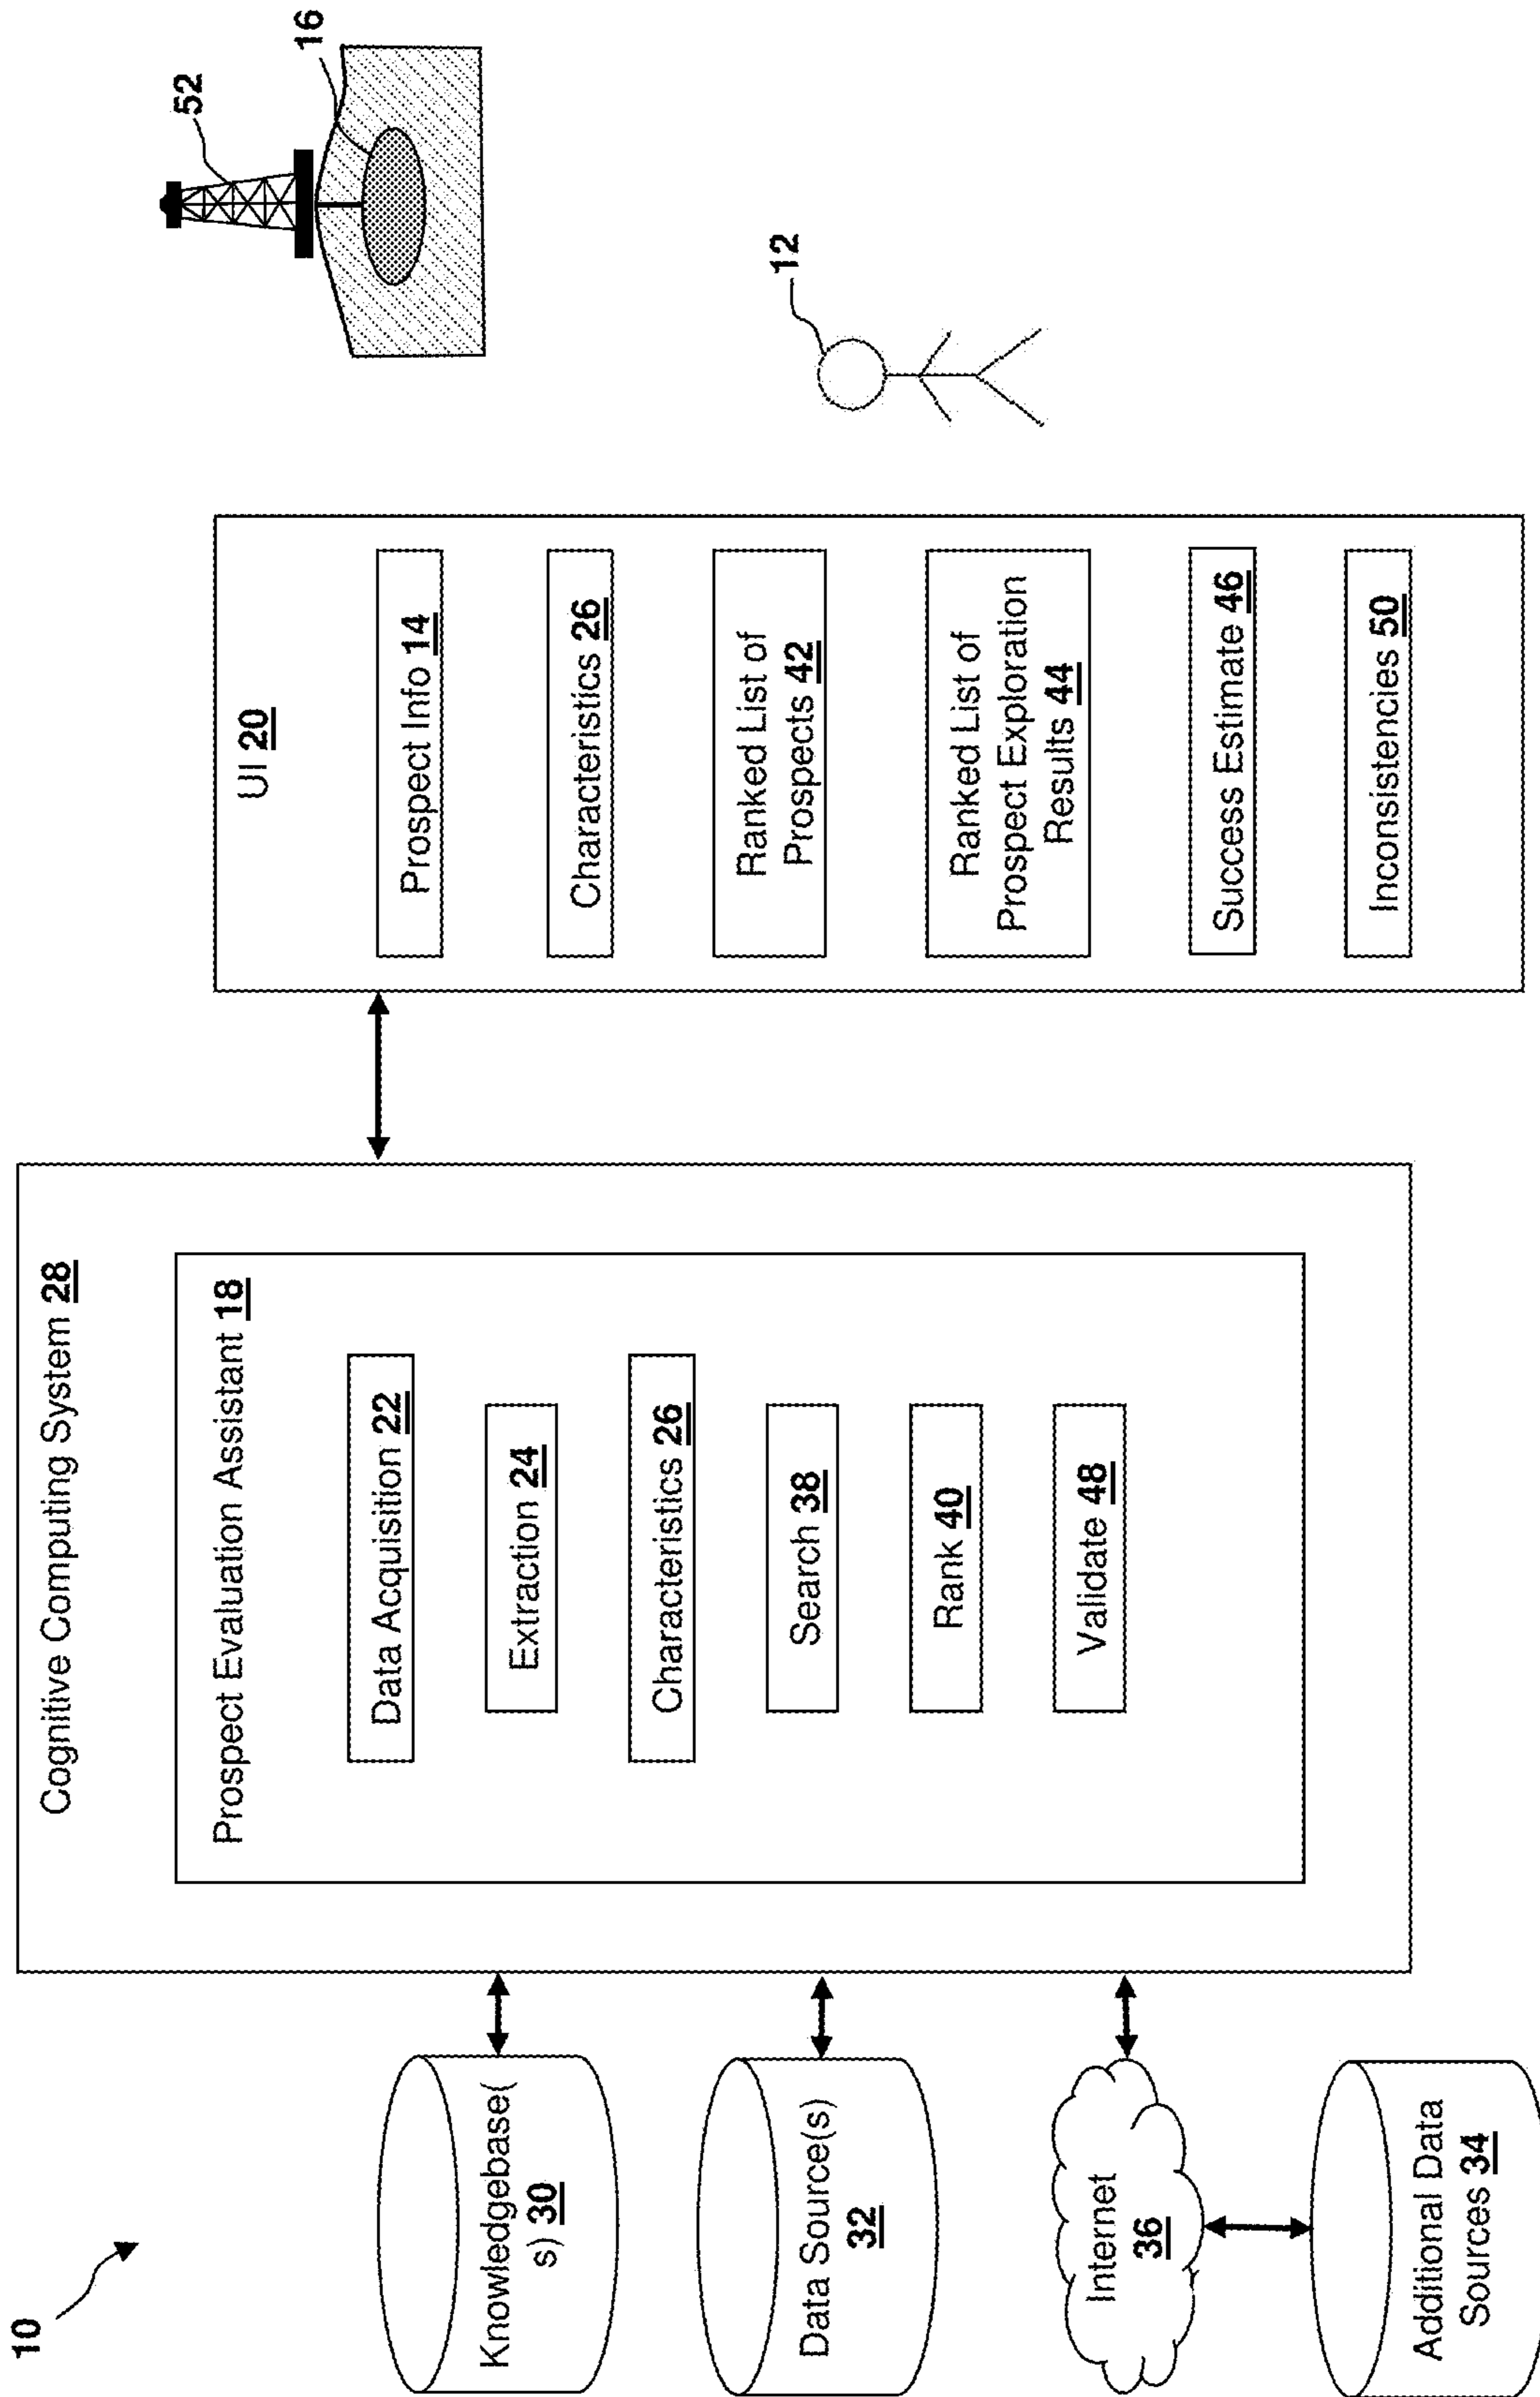 10
Knowledgebase(
s) 30
Data Source(s)
32
Internet
36
Additional Data
Sources 34
Cognitive Computing System 28
Prospect Evaluation Assistant 18
Data Acquisition 22
Extraction 24
Characteristics 26
Search 38
Rank 40
Validate 48
UI 20
Prospect Info 14
Characteristics 26
Ranked List of
Prospects 42
Ranked List of
Prospect Exploration
Results 44
Success Estimate 46
Inconsistencies 50
52
16
12